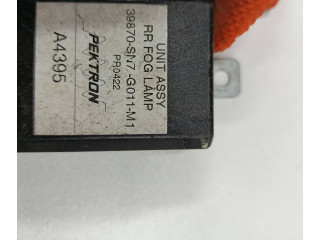 UNIT ASSY
RR FOG LAMP
39870-SN7 -G011-M1
PR0422
PEKTRON
A4395